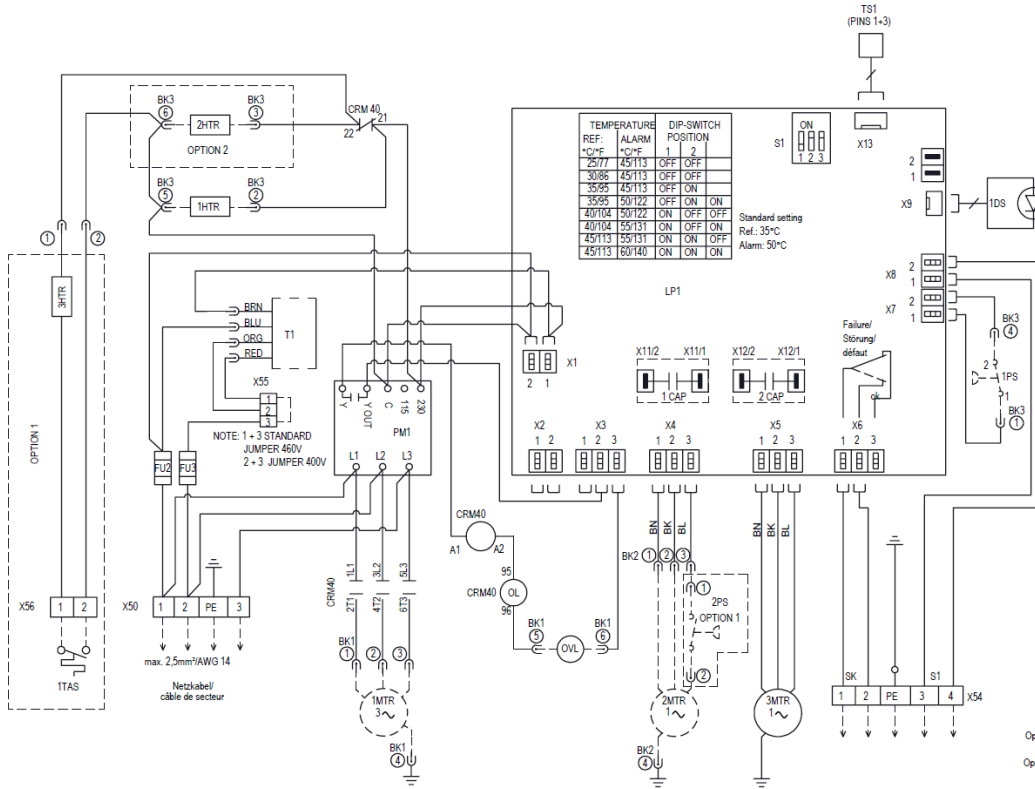 TS1
(PINS 1+3)
BK3
6
2HTR
BK3
3
CRM 40
21
22
OPTION 2
BK3
5
1HTR
BK3
2
1
2
3HTR
OPTION 1
TEMPERATURE DIP-SWITCH
REF: ALARM POSITION
°C/°F °C/°F 1 2
25/77 45/113 OFF OFF
30/86 45/113 OFF OFF
35/95 45/113 OFF ON
35/95 50/122 OFF ON ON
40/104 50/122 ON OFF OFF
40/104 55/131 ON OFF ON
45/113 55/131 ON ON OFF
45/113 60/140 ON ON ON
Standard setting
Ref.: 35°C
Alarm: 50°C
S1
ON
1 2 3
X13
2
1
X9
1DS
X8
2
1
X7
2
1
LP1
BRN
BLU
ORG
RED
T1
X55
1
2
3
NOTE: 1 + 3 STANDARD
JUMPER 460V
2 + 3 JUMPER 400V
FU2
FU3
Y
Y OUT
C
115
230
PM1
L1 L2 L3
X1
2 1
X11/2 X11/1
1 CAP
X12/2 X12/1
2 CAP
Failure/
Störung/
défaut
ok
BK3
4
2
1PS
1
BK3
1
X2
1 2
X3
1 2 3
X4
1 2 3
X5
1 2 3
X6
1 2 3
CRM40
A1 A2
95
CRM40 OL
96
BK1
5
OVL
BK1
6
CRM40
1L1
2T1
3L2
4T2
5L3
6T3
BK1
1 2 3
1MTR
3
BK1
4
BN
BK
BL
BK2 1 2 3
1
2PS
OPTION 1
2
2MTR
1
BK2
4
BN
BK
BL
3MTR
1
X56 1 2
1TAS
X50 1 2 PE 3
max. 2,5mm²/AWG 14
Netzkabel/
câble de secteur
SK S1
1 2 PE 3 4 X54
Op
Op